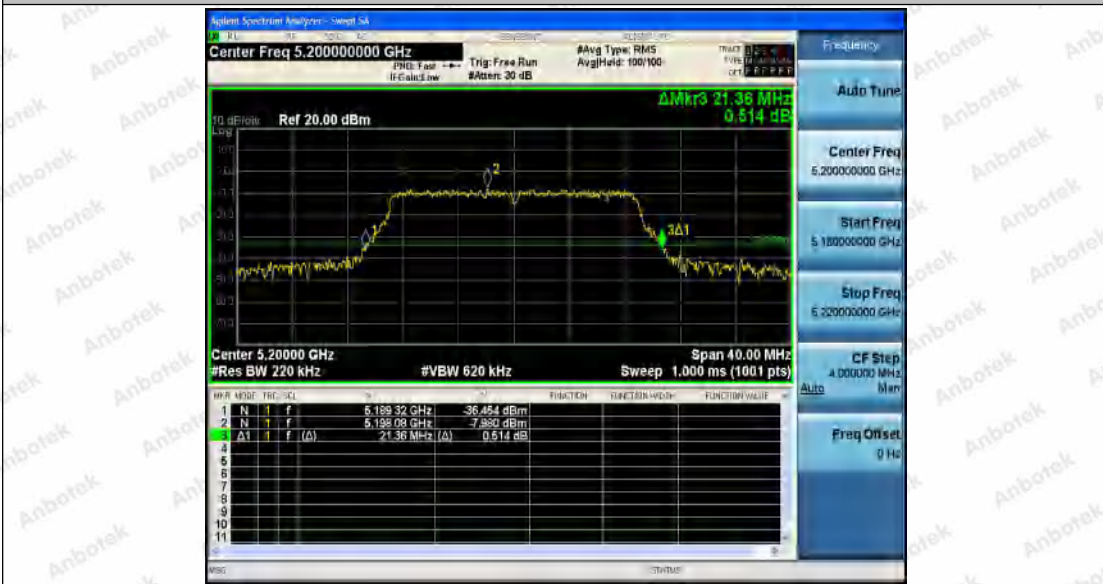 Agilent Spectrum Analyzer - Swept SA
Center Freq 5.200000000 GHz
PNO: Fast
IFGain:Low
Trig: Free Run
#Atten: 30 dB
#Avg Type: RMS
Avg|Hold: 100/100
TRACE
TYPE
DET
ΔMkr3 21.36 MHz
0.514 dB
10 dB/div
Log
Ref 20.00 dBm
2
1
3Δ1
Center 5.20000 GHz
Span 40.00 MHz
#Res BW 220 kHz
#VBW 620 kHz
Sweep 1.000 ms (1001 pts)
MKR MODE TRC SCL
FUNCTION
FUNCTION WIDTH
FUNCTION VALUE
1 N 1 f 5.189 32 GHz -36.454 dBm
2 N 1 f 5.198 08 GHz -7.980 dBm
3 Δ1 1 f (Δ) 21.36 MHz (Δ) 0.514 dB
4
5
6
7
8
9
10
11
MSG
STATUS
Frequency
Auto Tune
Center Freq
5.200000000 GHz
Start Freq
5.180000000 GHz
Stop Freq
5.220000000 GHz
CF Step
4.000000 MHz
Auto Man
Freq Offset
0 Hz
Anbotek